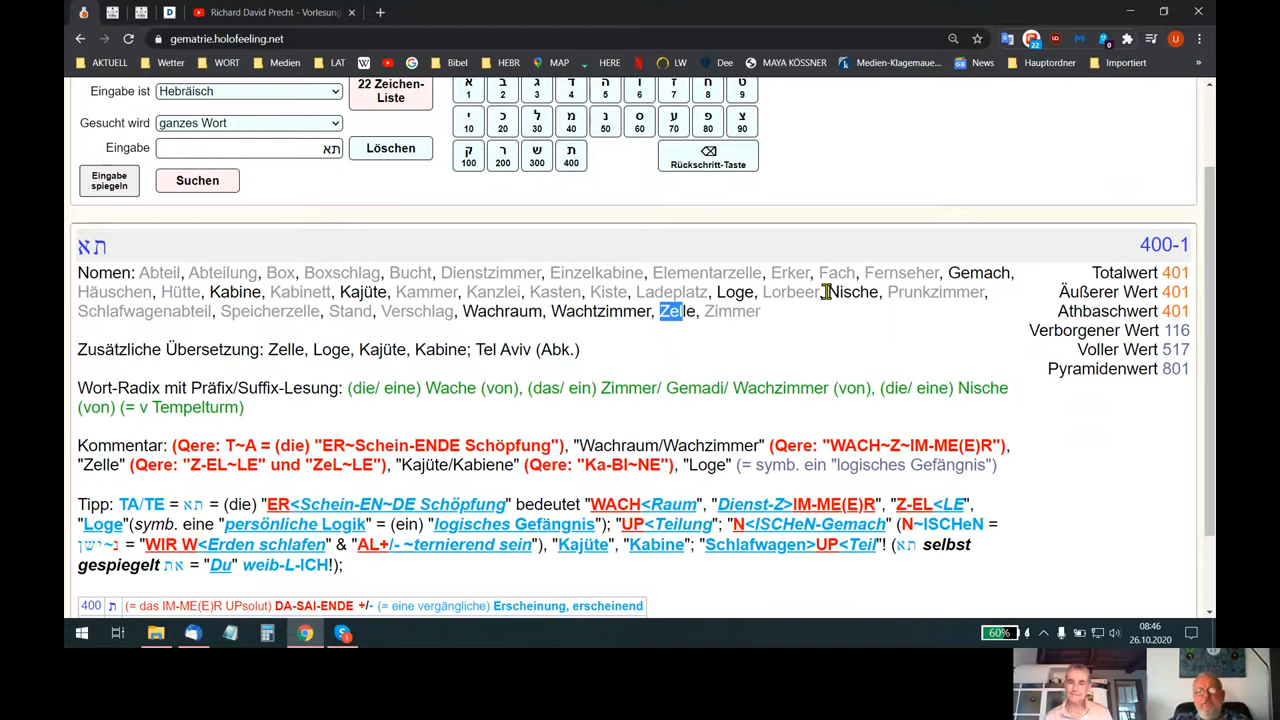 Richard David Precht - Vorlesung
gematrie.holofeeling.net
22
0
U
AKTUELL Wetter WORT Medien LAT Bibel HEBR MAP HERE LW Dee MAYA KÖSSNER Medien-Klagemaue... News Hauptordner Importiert »
Eingabe ist Hebräisch
22 Zeichen-Liste
Gesucht wird ganzes Wort
Eingabe תא
Löschen
Eingabe spiegeln
Suchen
א ב ג ד ה ו ז ח ט
1 2 3 4 5 6 7 8 9
י כ ל מ נ ס ע פ צ
10 20 30 40 50 60 70 80 90
ק ר ש ת
100 200 300 400
Rückschritt-Taste
תא 400-1
Nomen: Abteil, Abteilung, Box, Boxschlag, Bucht, Dienstzimmer, Einzelkabine, Elementarzelle, Erker, Fach, Fernseher, Gemach,
Häuschen, Hütte, Kabine, Kabinett, Kajüte, Kammer, Kanzlei, Kasten, Kiste, Ladeplatz, Loge, Lorbeer, Nische, Prunkzimmer,
Schlafwagenabteil, Speicherzelle, Stand, Verschlag, Wachraum, Wachtzimmer, Zelle, Zimmer
Totalwert 401
Äußerer Wert 401
Athbaschwert 401
Verborgener Wert 116
Voller Wert 517
Pyramidenwert 801
Zusätzliche Übersetzung: Zelle, Loge, Kajüte, Kabine; Tel Aviv (Abk.)
Wort-Radix mit Präfix/Suffix-Lesung: (die/ eine) Wache (von), (das/ ein) Zimmer/ Gemadi/ Wachzimmer (von), (die/ eine) Nische
(von) (= v Tempelturm)
Kommentar: (Qere: T~A = (die) "ER~Schein-ENDE Schöpfung"), "Wachraum/Wachzimmer" (Qere: "WACH~Z~IM-ME(E)R"),
"Zelle" (Qere: "Z-EL~LE" und "ZeL~LE"), "Kajüte/Kabiene" (Qere: "Ka-BI~NE"), "Loge" (= symb. ein "logisches Gefängnis")
Tipp: TA/TE = תא = (die) "ER<Schein-EN~DE Schöpfung" bedeutet "WACH<Raum", "Dienst-Z>IM-ME(E)R", "Z-EL<LE",
"Loge"(symb. eine "persönliche Logik" = (ein) "logisches Gefängnis"); "UP<Teilung"; "N<ISCHeN-Gemach" (N~ISCHeN =
נ~ישן = "WIR W<Erden schlafen" & "AL+/- ~ternierend sein"), "Kajüte", "Kabine"; "Schlafwagen>UP<Teil"! (תא selbst
gespiegelt את = "Du" weib-L-ICH!);
400 ת (= das IM-ME(E)R UPsolut) DA-SAI-ENDE +/- (= eine vergängliche) Erscheinung, erscheinend
60%
08:46
26.10.2020